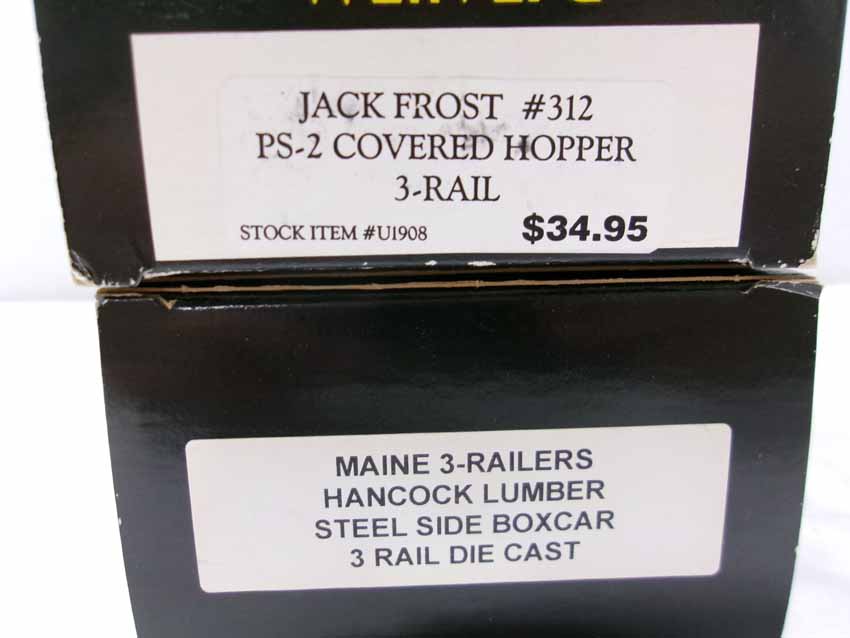 JACK FROST #312
PS-2 COVERED HOPPER
3-RAIL
STOCK ITEM #U1908 $34.95
MAINE 3-RAILERS
HANCOCK LUMBER
STEEL SIDE BOXCAR
3 RAIL DIE CAST